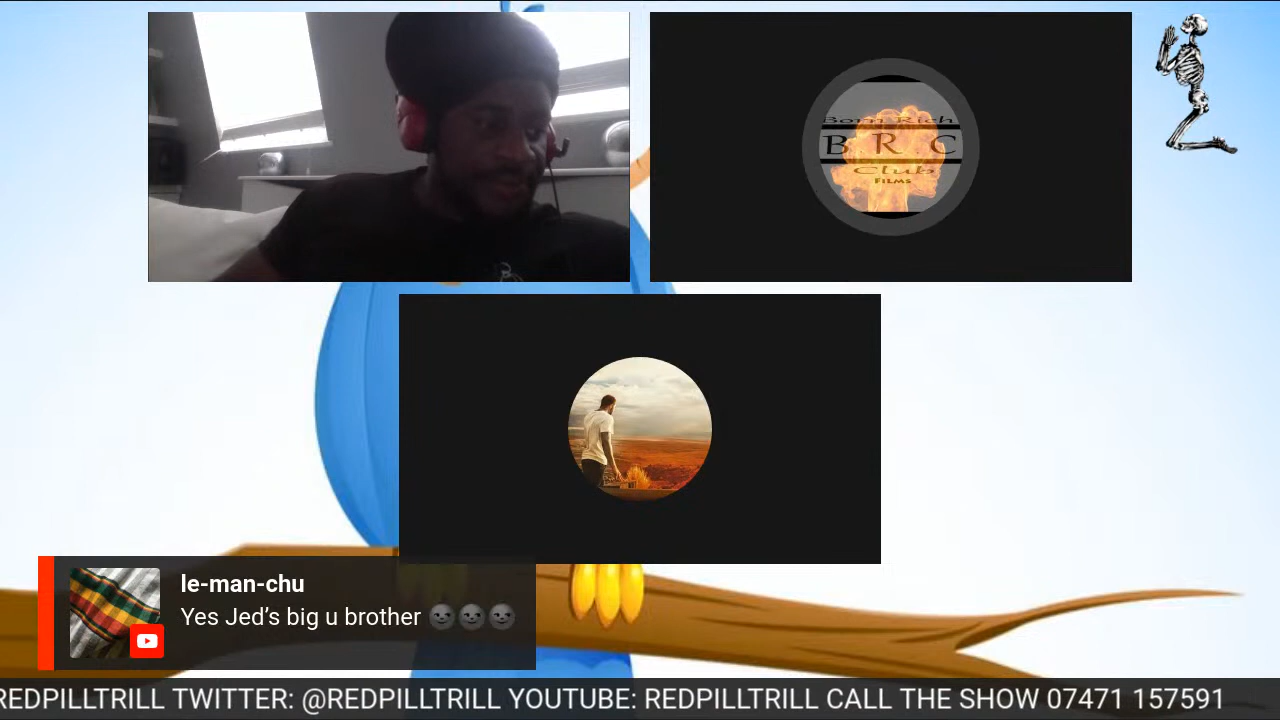 Born Rich
B R C
Club
FILMS
le-man-chu
Yes Jed’s big u brother 🌚🌚🌚
REDPILLTRILL TWITTER: @REDPILLTRILL YOUTUBE: REDPILLTRILL CALL THE SHOW 07471 157591